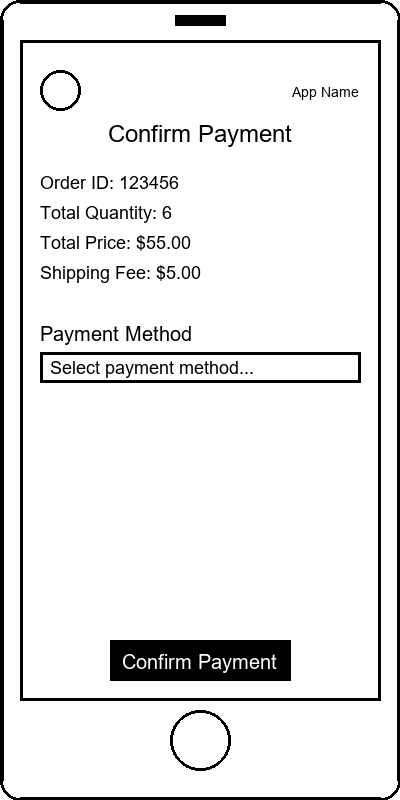 App Name
Confirm Payment
Order ID: 123456
Total Quantity: 6
Total Price: $55.00
Shipping Fee: $5.00
Payment Method
Select payment method...
Confirm Payment